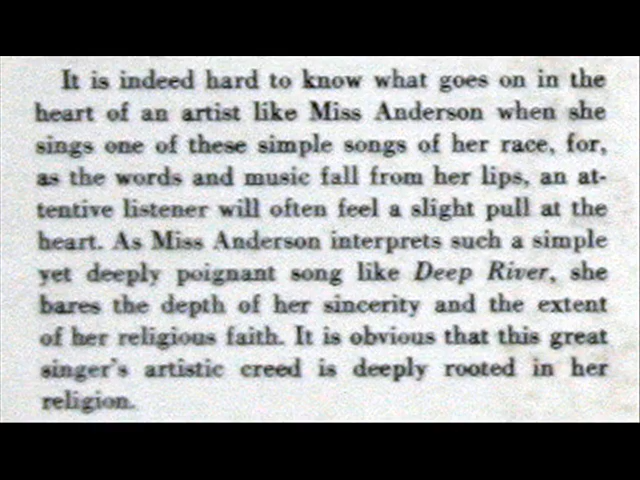 It is indeed hard to know what goes on in the
heart of an artist like Miss Anderson when she
sings one of these simple songs of her race, for,
as the words and music fall from her lips, an at-
tentive listener will often feel a slight pull at the
heart. As Miss Anderson interprets such a simple
yet deeply poignant song like Deep River, she
bares the depth of her sincerity and the extent
of her religious faith. It is obvious that this great
singer's artistic creed is deeply rooted in her
religion.